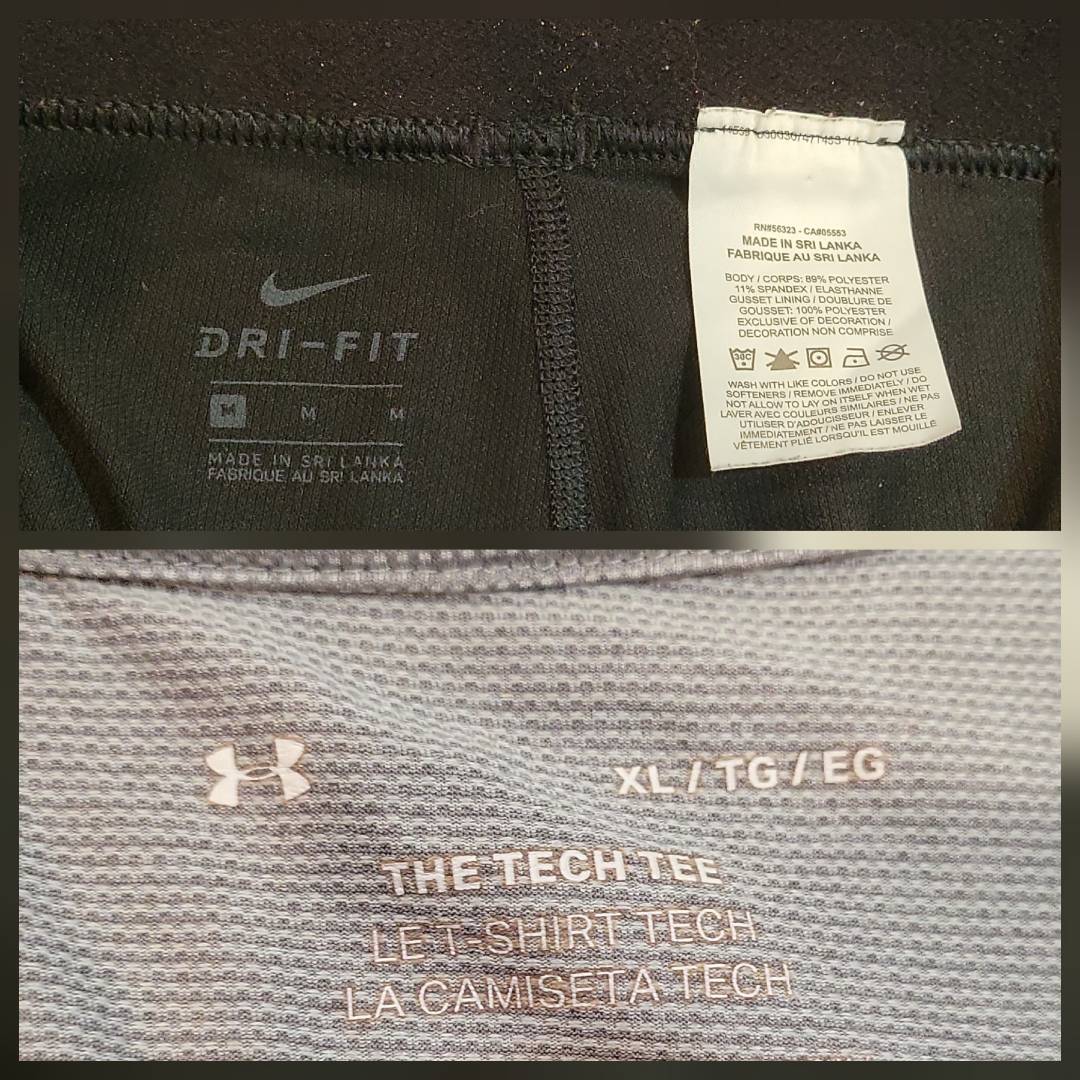 DRI-FIT
M M M
MADE IN SRI LANKA
FABRIQUE AU SRI LANKA
RN#56323 - CA#05553
MADE IN SRI LANKA
FABRIQUE AU SRI LANKA
BODY / CORPS: 89% POLYESTER
11% SPANDEX / ELASTHANNE
GUSSET LINING / DOUBLURE DE
GOUSSET: 100% POLYESTER
EXCLUSIVE OF DECORATION /
DECORATION NON COMPRISE
30C
WASH WITH LIKE COLORS / DO NOT USE
SOFTENERS / REMOVE IMMEDIATELY / DO
NOT ALLOW TO LAY ON ITSELF WHEN WET
LAVER AVEC COULEURS SIMILAIRES / NE PAS
UTILISER D'ADOUCISSEUR / ENLEVER
IMMEDIATEMENT / NE PAS LAISSER LE
VÊTEMENT PLIÉ LORSQU'IL EST MOUILLÉ
XL / TG / EG
THE TECH TEE
LE T-SHIRT TECH
LA CAMISETA TECH